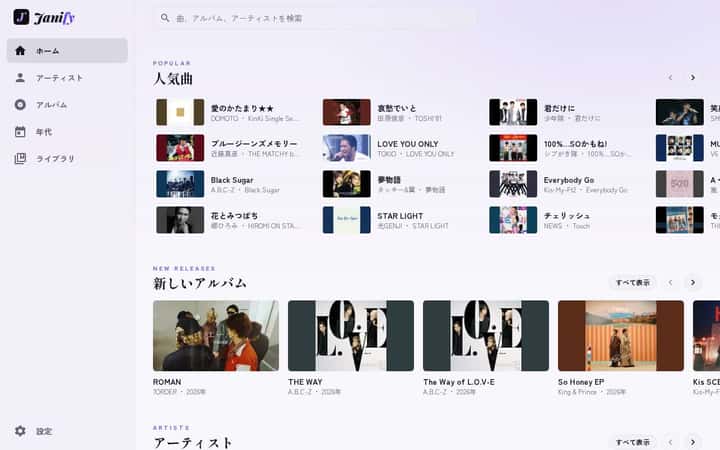 Janify
曲、アルバム、アーティストを検索
ホーム
アーティスト
アルバム
年代
ライブラリ
設定
POPULAR
人気曲
愛のかたまり★★
DOMOTO ・ KinKi Single Se...
哀愁でいと
田原俊彦 ・ TOSHI'81
君だけに
少年隊 ・ 君だけに
ブルージーンズメモリー
近藤真彦 ・ THE MATCHY b...
LOVE YOU ONLY
TOKIO ・ LOVE YOU ONLY
100%...SOかもね!
シブがき隊 ・ 100%...SOか...
Black Sugar
A.B.C-Z ・ Black Sugar
夢物語
タッキー&翼 ・ 夢物語
Everybody Go
Kis-My-Ft2 ・ Everybody Go
花とみつばち
郷ひろみ ・ HIROMI ON STA...
STAR LIGHT
光GENJI ・ STAR LIGHT
チェリッシュ
NEWS ・ Touch
NEW RELEASES
新しいアルバム
すべて表示
ROMAN
TORDER ・ 2026年
THE WAY
A.B.C-Z ・ 2026年
The Way of L.O.V-E
A.B.C-Z ・ 2026年
So Honey EP
King & Prince ・ 2026年
Kis SCE
Kis-My-F
ARTISTS
アーティスト
すべて表示